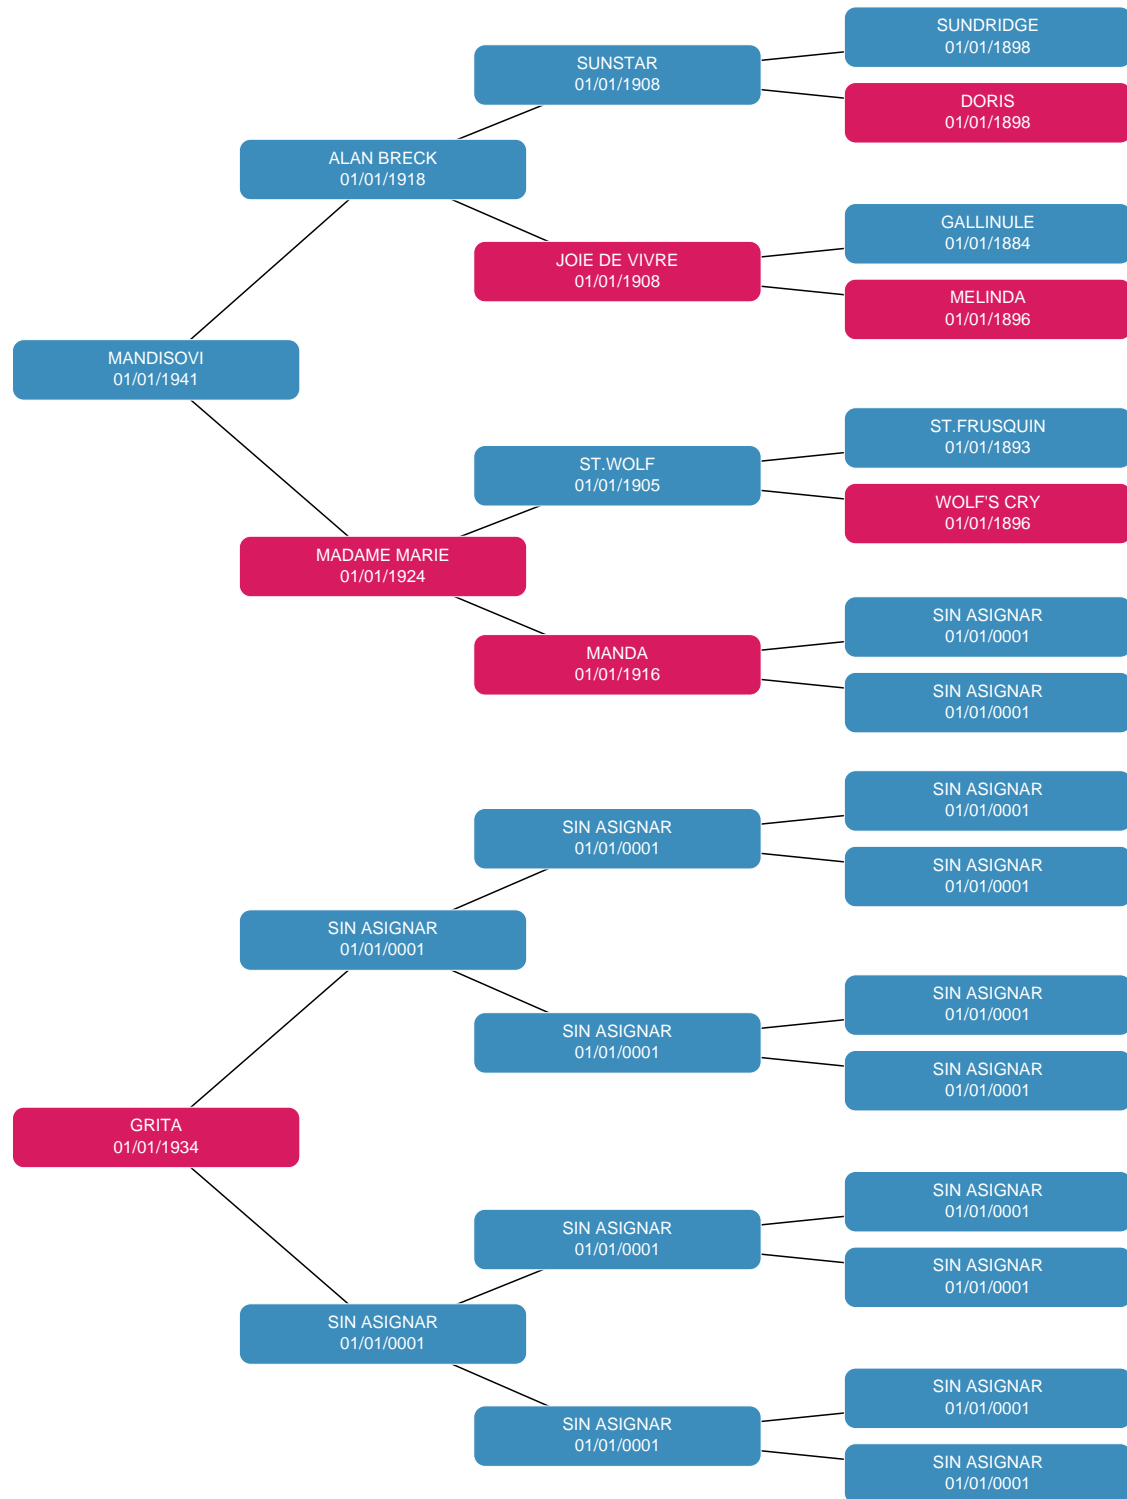 SUNDRIDGE
01/01/1898
SUNSTAR
01/01/1908
DORIS
01/01/1898
ALAN BRECK
01/01/1918
GALLINULE
01/01/1884
JOIE DE VIVRE
01/01/1908
MELINDA
01/01/1896
MANDISOVI
01/01/1941
ST.FRUSQUIN
01/01/1893
ST.WOLF
01/01/1905
WOLF'S CRY
01/01/1896
MADAME MARIE
01/01/1924
SIN ASIGNAR
01/01/0001
MANDA
01/01/1916
SIN ASIGNAR
01/01/0001
SIN ASIGNAR
01/01/0001
SIN ASIGNAR
01/01/0001
SIN ASIGNAR
01/01/0001
SIN ASIGNAR
01/01/0001
SIN ASIGNAR
01/01/0001
SIN ASIGNAR
01/01/0001
SIN ASIGNAR
01/01/0001
GRITA
01/01/1934
SIN ASIGNAR
01/01/0001
SIN ASIGNAR
01/01/0001
SIN ASIGNAR
01/01/0001
SIN ASIGNAR
01/01/0001
SIN ASIGNAR
01/01/0001
SIN ASIGNAR
01/01/0001
SIN ASIGNAR
01/01/0001